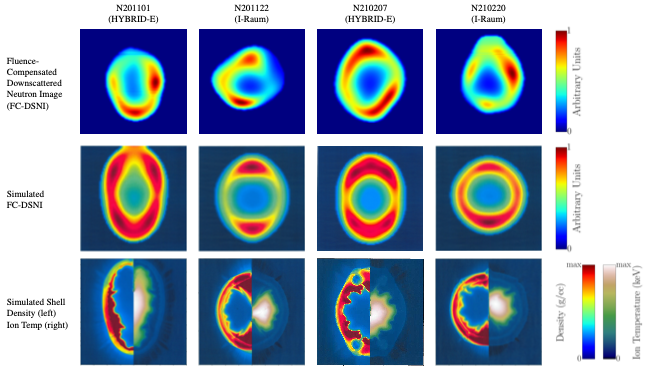 N201101
(HYBRID-E)
N201122
(I-Raum)
N210207
(HYBRID-E)
N210220
(I-Raum)
Fluence-
Compensated
Downscattered
Neutron Image
(FC-DSNI)
1
Arbitrary Units
0
Simulated
FC-DSNI
1
Arbitrary Units
0
Simulated Shell
Density (left)
Ion Temp (right)
max
Density (g/cc)
0
max
Ion Temperature (keV)
0